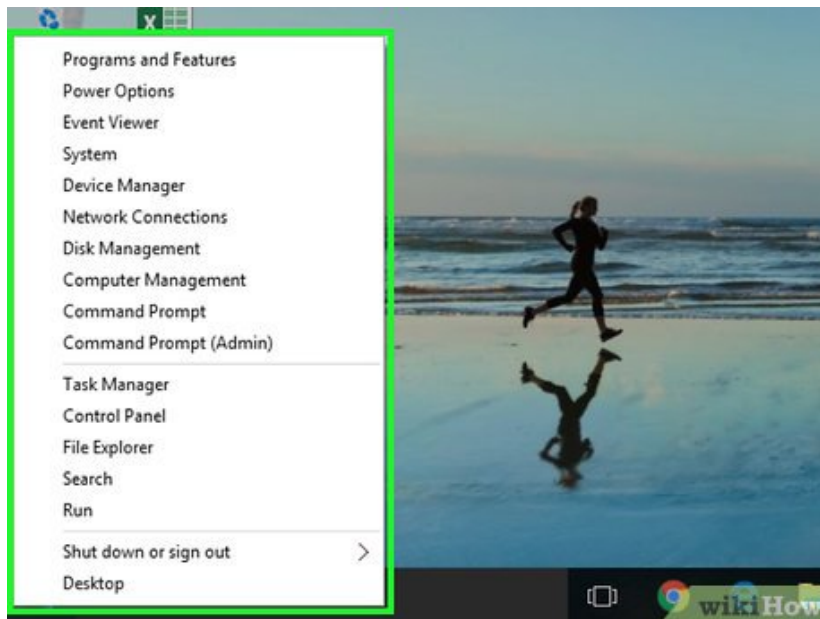 Programs and Features
Power Options
Event Viewer
System
Device Manager
Network Connections
Disk Management
Computer Management
Command Prompt
Command Prompt (Admin)
Task Manager
Control Panel
File Explorer
Search
Run
Shut down or sign out
Desktop
wikiHow